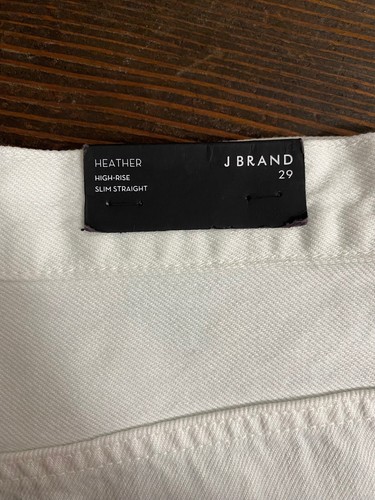 HEATHER
HIGH-RISE
SLIM STRAIGHT
J BRAND
29